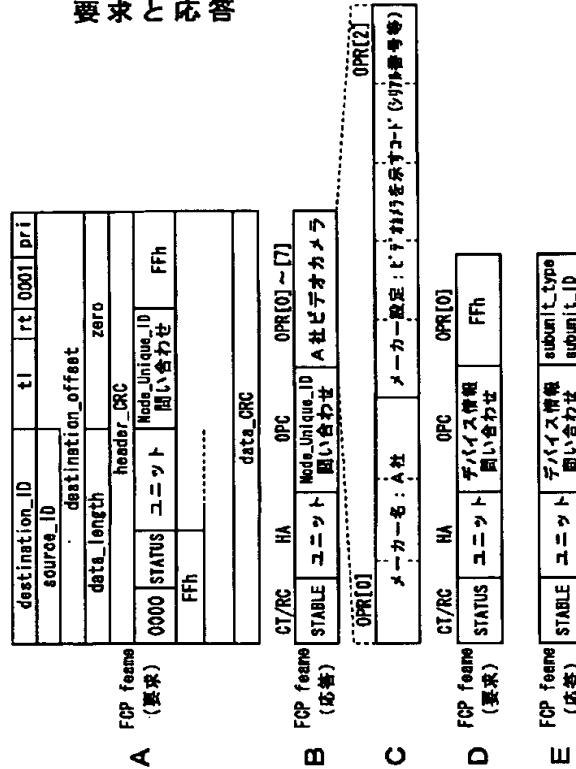 要求と応答
A
FCP feame
(要求)
destination_ID tl rt 0001 pri
source_ID
destination_offset
data_length zero
header_CRC
0000 STATUS ユニット Node_Unique_ID 問い合わせ FFh
FFh
data_CRC
B
FCP feame
(応答)
CT/RC HA OPC OPR[0]~[7]
STABLE ユニット Node_Unique_ID 問い合わせ A社ビデオカメラ
C
OPR[0] OPR[2]
メーカー名:A社 メーカー設定:ビデオカメラを示すコード(シリアル番号等)
D
FCP feame
(要求)
CT/RC HA OPC OPR[0]
STATUS ユニット デバイス情報 問い合わせ FFh
E
FCP feame
(応答)
STABLE ユニット デバイス情報 問い合わせ subunit_type subunit_ID